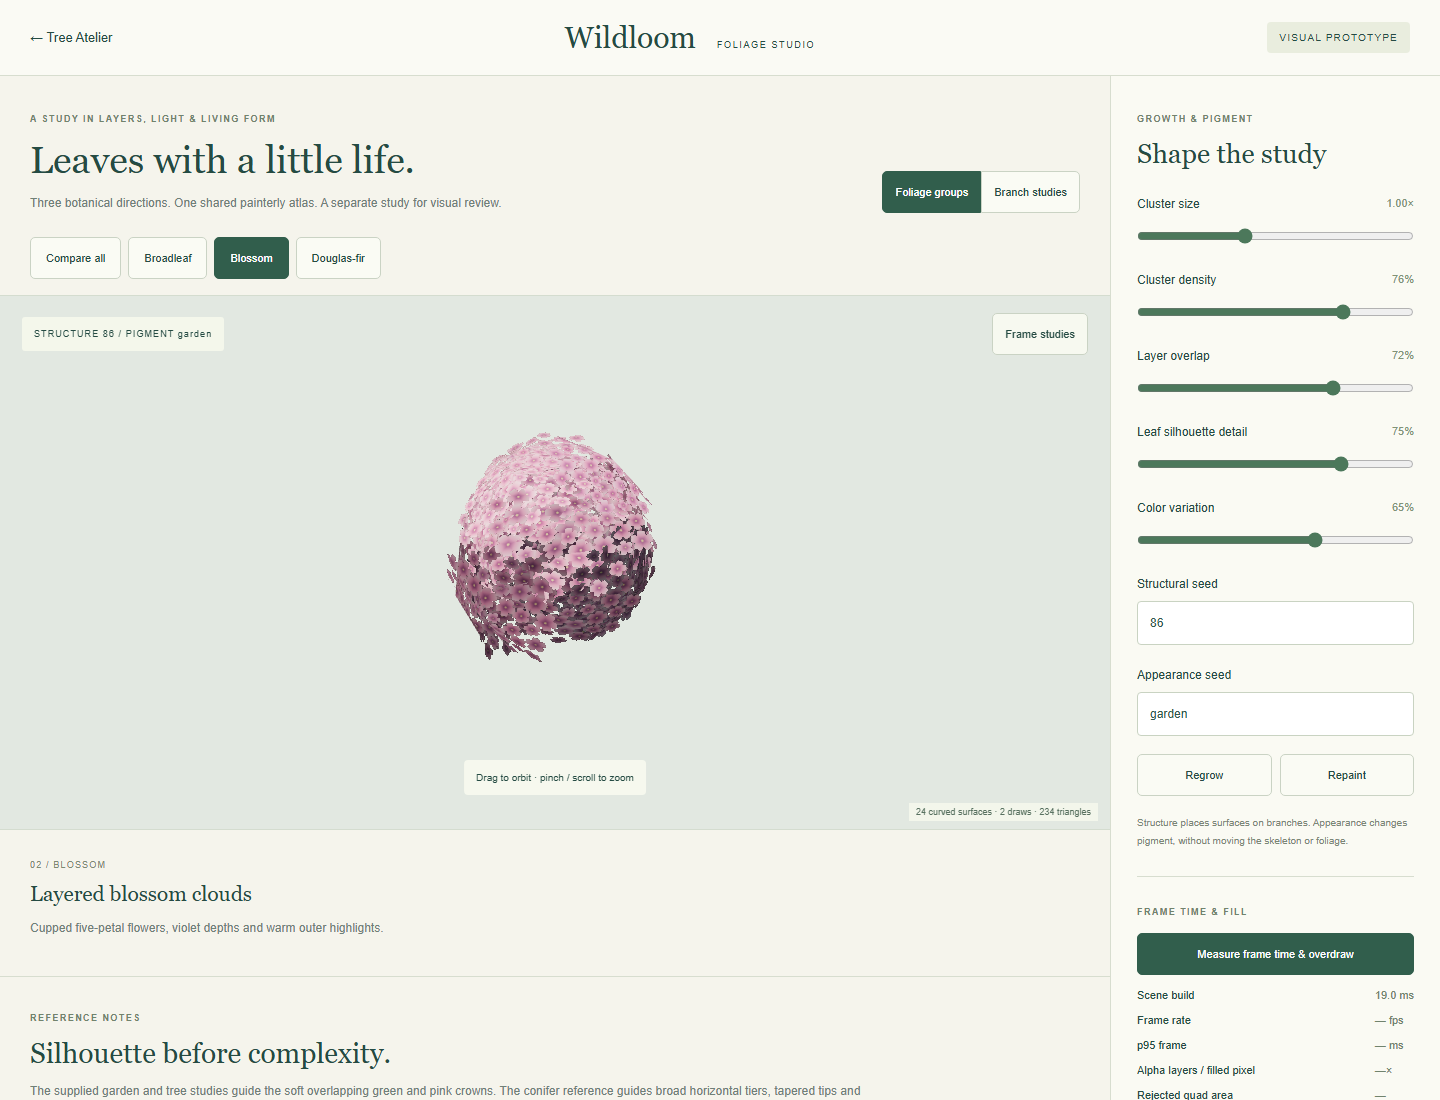 ← Tree Atelier
Wildloom FOLIAGE STUDIO
VISUAL PROTOTYPE
A STUDY IN LAYERS, LIGHT & LIVING FORM
Leaves with a little life.
Three botanical directions. One shared painterly atlas. A separate study for visual review.
Foliage groups
Branch studies
Compare all
Broadleaf
Blossom
Douglas-fir
STRUCTURE 86 / PIGMENT garden
Frame studies
Drag to orbit · pinch / scroll to zoom
24 curved surfaces · 2 draws · 234 triangles
02 / BLOSSOM
Layered blossom clouds
Cupped five-petal flowers, violet depths and warm outer highlights.
REFERENCE NOTES
Silhouette before complexity.
The supplied garden and tree studies guide the soft overlapping green and pink crowns. The conifer reference guides broad horizontal tiers, tapered tips and
GROWTH & PIGMENT
Shape the study
Cluster size 1.00×
Cluster density 76%
Layer overlap 72%
Leaf silhouette detail 75%
Color variation 65%
Structural seed
86
Appearance seed
garden
Regrow
Repaint
Structure places surfaces on branches. Appearance changes
pigment, without moving the skeleton or foliage.
FRAME TIME & FILL
Measure frame time & overdraw
Scene build 19.0 ms
Frame rate — fps
p95 frame — ms
Alpha layers / filled pixel —×
Rejected quad area —